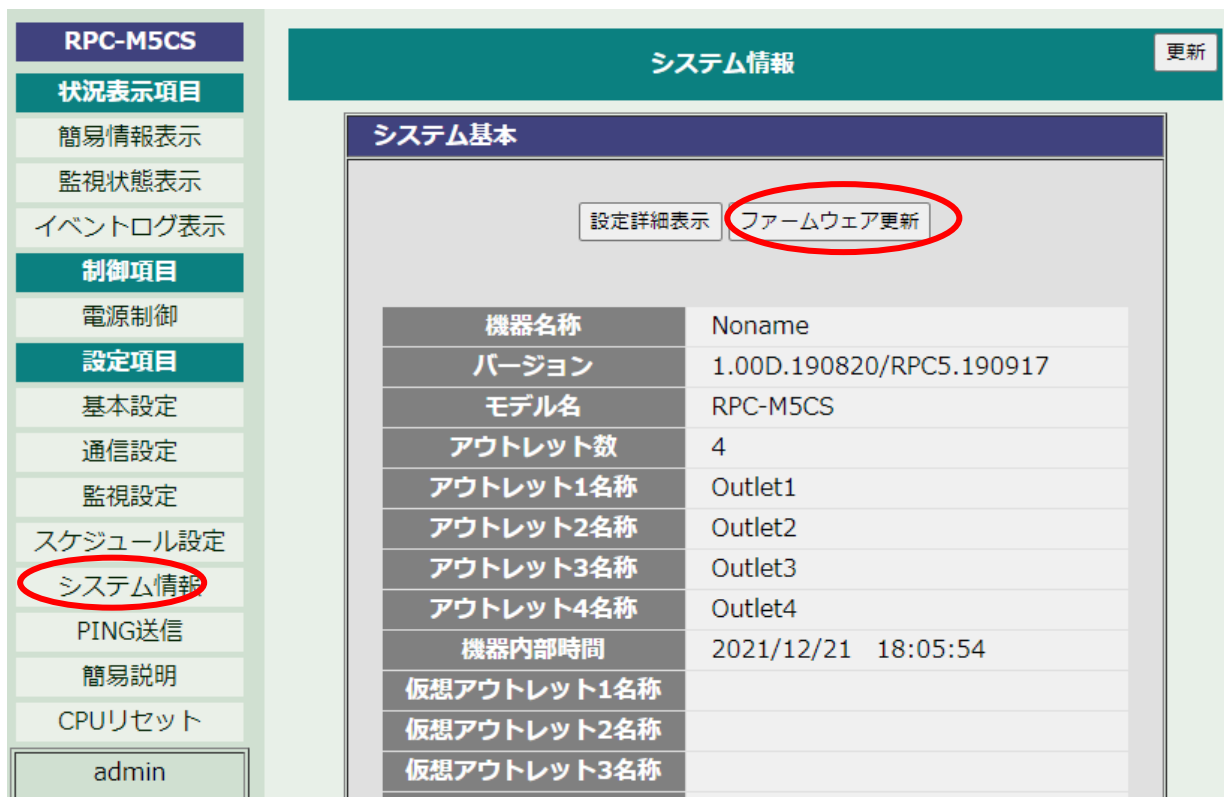 RPC-M5CS
状況表示項目
簡易情報表示
監視状態表示
イベントログ表示
制御項目
電源制御
設定項目
基本設定
通信設定
監視設定
スケジュール設定
システム情報
PING送信
簡易説明
CPUリセット
admin
システム情報
更新
システム基本
設定詳細表示 ファームウェア更新
機器名称 Noname
バージョン 1.00D.190820/RPC5.190917
モデル名 RPC-M5CS
アウトレット数 4
アウトレット1名称 Outlet1
アウトレット2名称 Outlet2
アウトレット3名称 Outlet3
アウトレット4名称 Outlet4
機器内部時間 2021/12/21 18:05:54
仮想アウトレット1名称
仮想アウトレット2名称
仮想アウトレット3名称